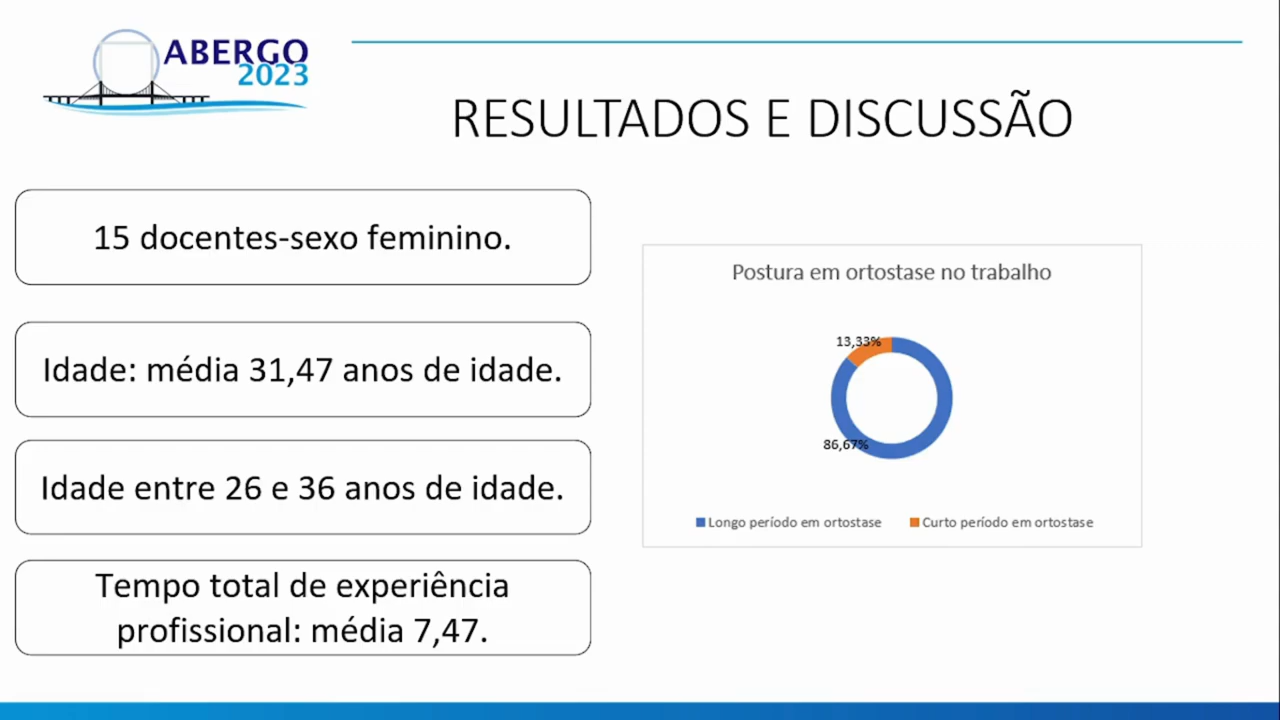 ABERGO
2023
RESULTADOS E DISCUSSÃO
15 docentes-sexo feminino.
Idade: média 31,47 anos de idade.
Idade entre 26 e 36 anos de idade.
Tempo total de experiência
profissional: média 7,47.
Postura em ortostase no trabalho
13,33%
86,67%
Longo período em ortostase
Curto período em ortostase